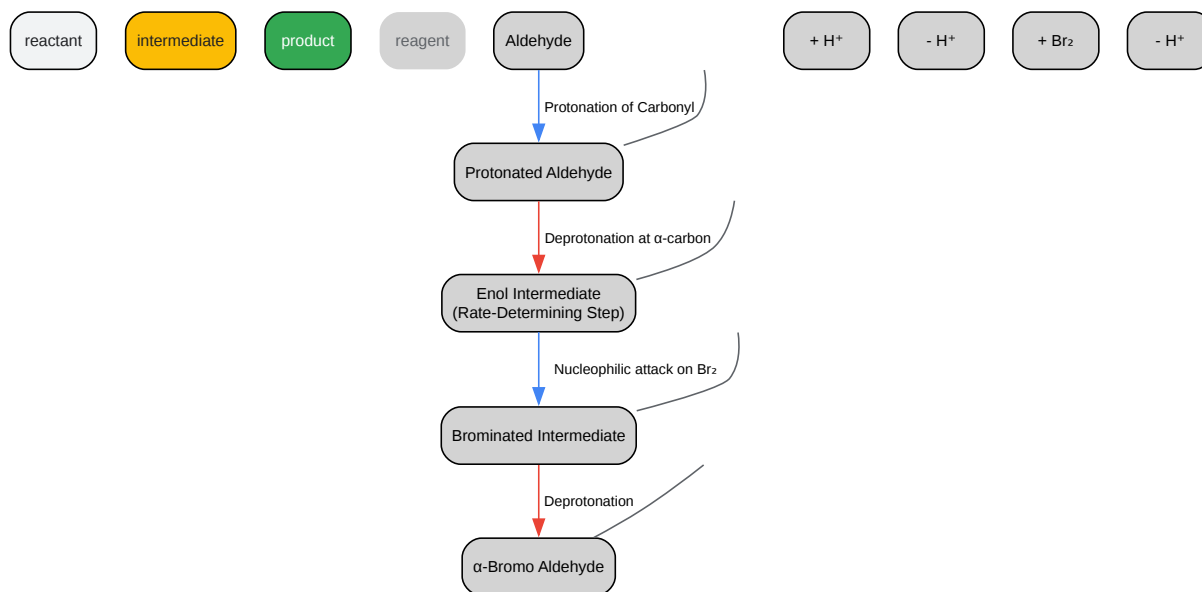 reactant
intermediate
product
reagent
Aldehyde
+ H⁺
- H⁺
+ Br₂
- H⁺
Protonation of Carbonyl
Protonated Aldehyde
Deprotonation at α-carbon
Enol Intermediate
(Rate-Determining Step)
Nucleophilic attack on Br₂
Brominated Intermediate
Deprotonation
α-Bromo Aldehyde